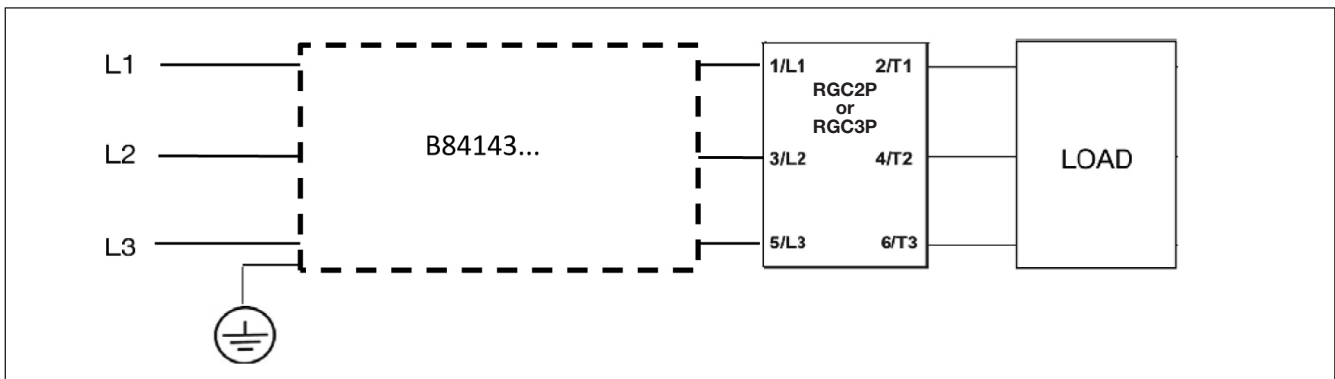 L1
L2
L3
B84143...
1/L1 2/T1
RGC2P
or
RGC3P
3/L2 4/T2
5/L3 6/T3
LOAD